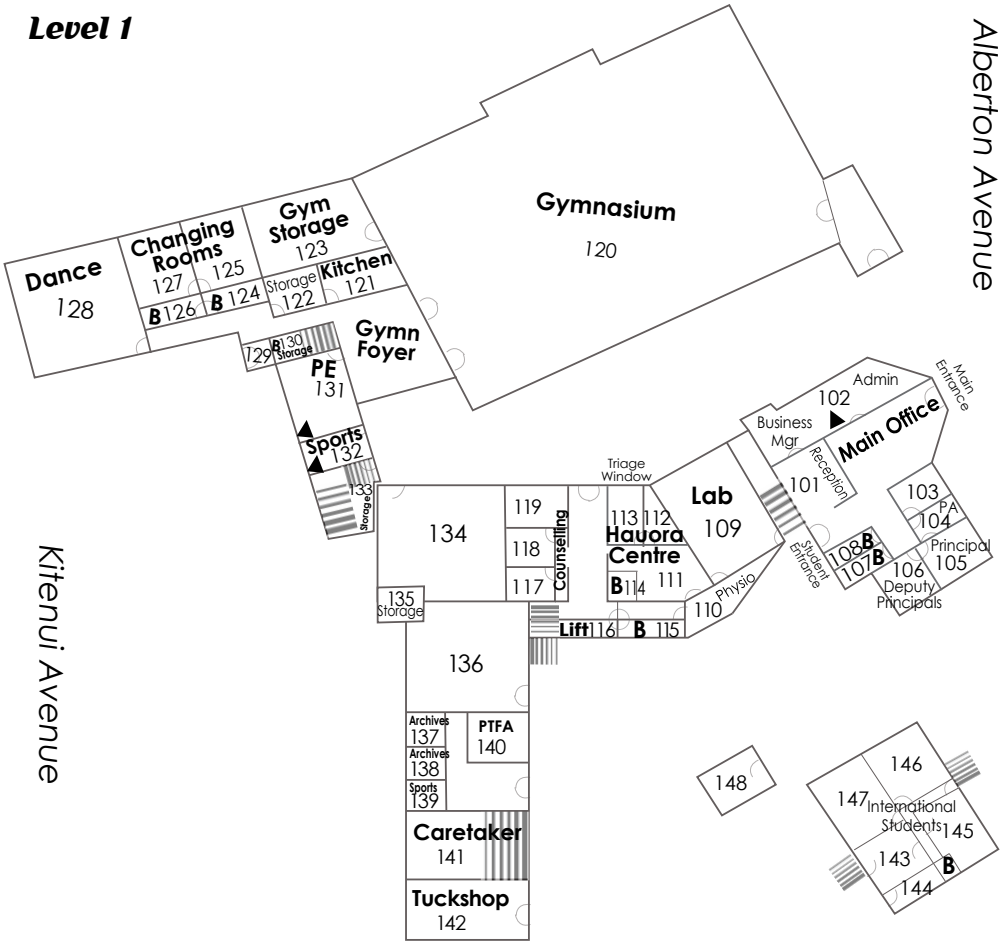 Level 1
Alberton Avenue
Gymnasium
120
Gym
Storage
123
Changing
Rooms
127
125
Dance
128
Kitchen
121
Storage
122
B 124
B 126
Gymn
Foyer
129
B
130
Storage
PE
131
Sports
132
133
Storage
Main
Entrance
Admin
102
Business
Mgr
Main Office
Reception
101
103
PA
104
Principal
105
106
Deputy
Principals
108 B
107 B
Student
Entrance
Triage
Window
Lab
109
134
119
118
117
Counselling
113
112
Hauora
Centre
B 114
111
Physio
110
Lift 116
B 115
135
Storage
136
Kitenui Avenue
Archives
137
Archives
138
Sports
139
PTFA
140
Caretaker
141
Tuckshop
142
148
146
147
International
Students
145
143
144
B